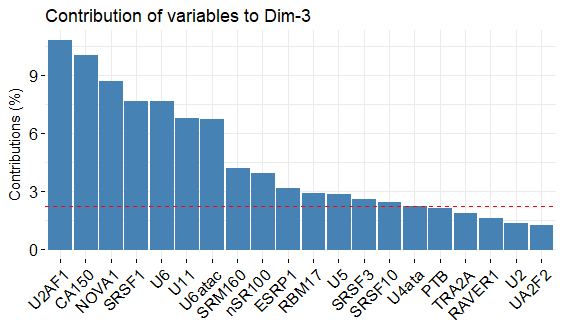 Contribution of variables to Dim-3
Contributions (%)
9
6
3
0
U2AF1
CA150
NOVA1
SRSF1
U6
U11
U6atac
SRM160
nSR100
ESRP1
RBM17
U5
SRSF3
SRSF10
U4ata
PTB
TRA2A
RAVER1
U2
UA2F2